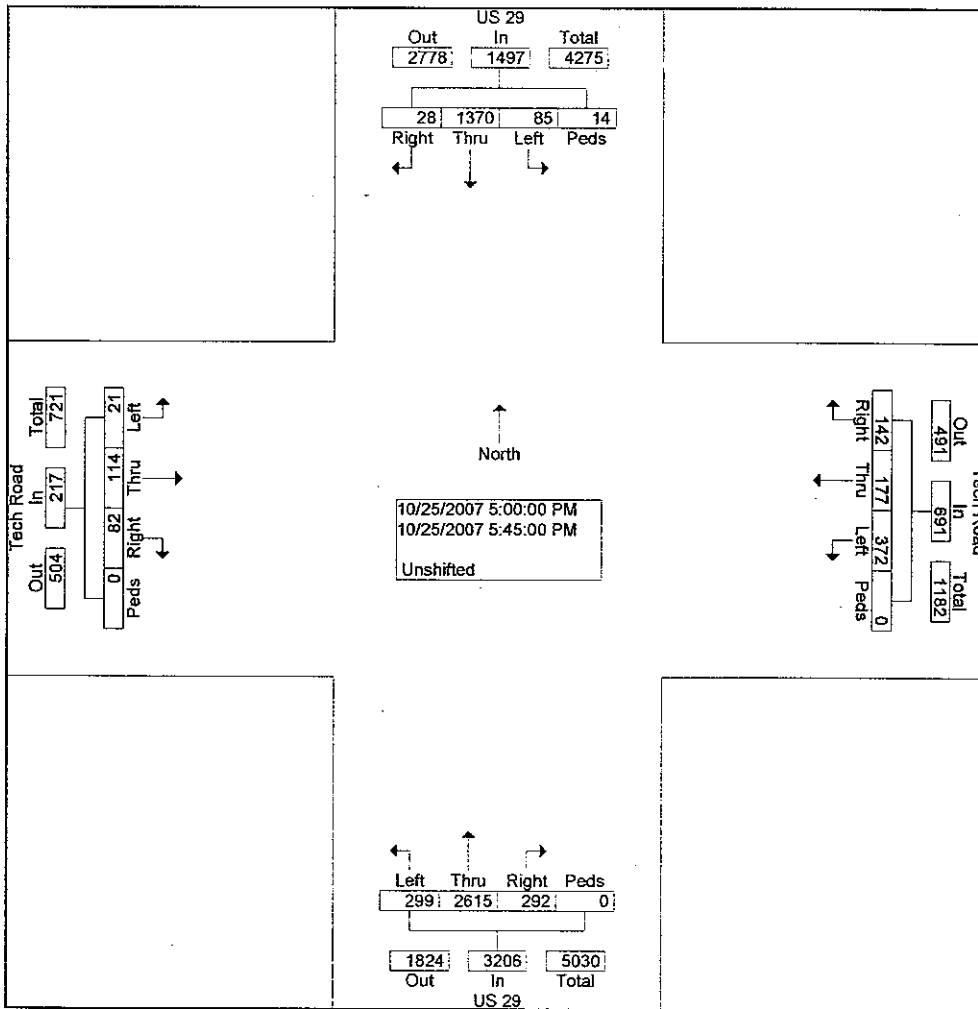 US 29
Out In Total
2778 1497 4275
28 1370 85 14
Right Thru Left Peds
North
10/25/2007 5:00:00 PM
10/25/2007 5:45:00 PM
Unshifted
Tech Road
Total In Out
721 217 504
21 114 82 0
Left Thru Right Peds
Right Thru Left Peds
142 177 372 0
Out In Total
491 691 1182
Tech Road
Left Thru Right Peds
299 2615 292 0
1824 3206 5030
Out In Total
US 29